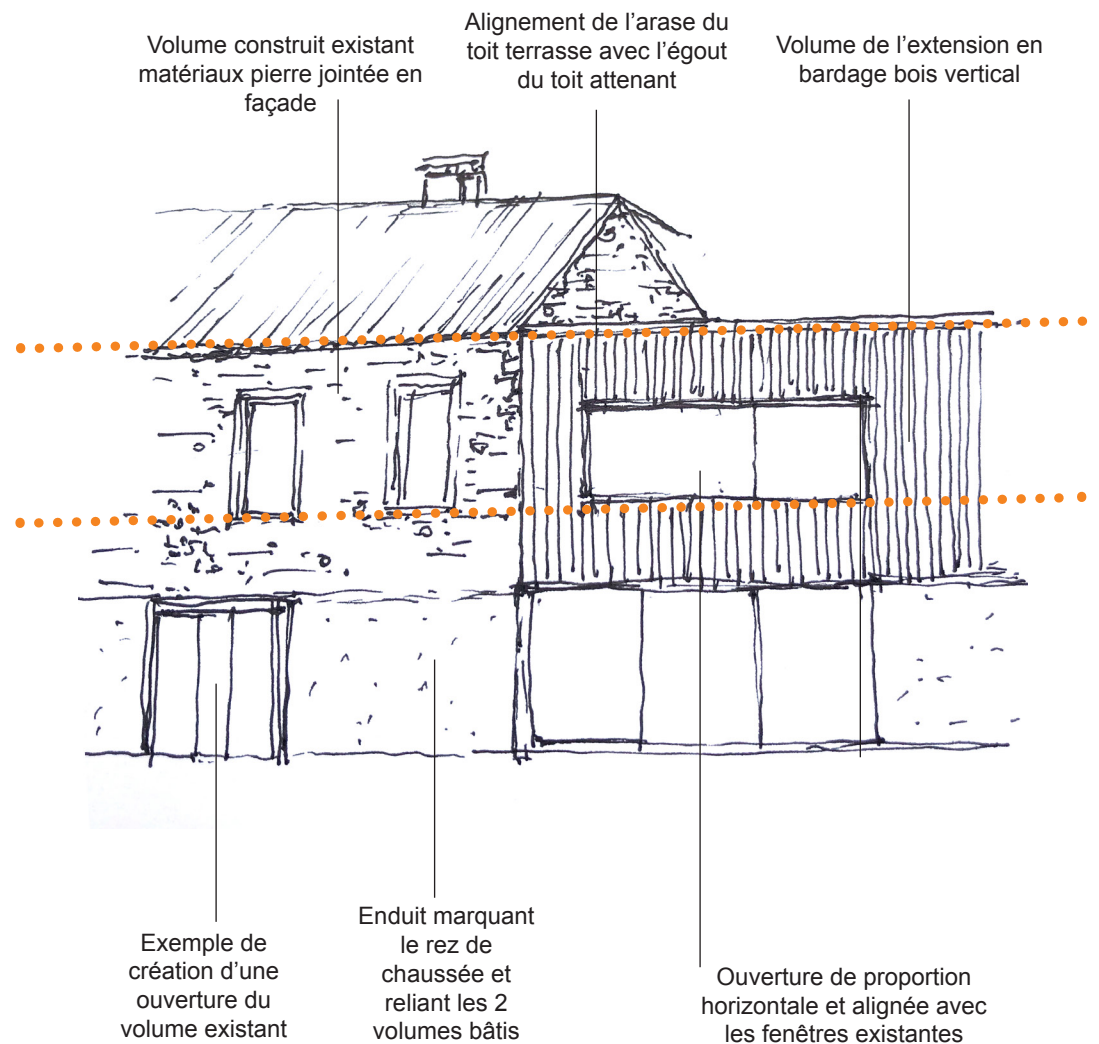 Volume construit existant
matériaux pierre jointée en
façade
Alignement de l’arase du
toit terrasse avec l’égout
du toit attenant
Volume de l’extension en
bardage bois vertical
Exemple de
création d’une
ouverture du
volume existant
Enduit marquant
le rez de
chaussée et
reliant les 2
volumes bâtis
Ouverture de proportion
horizontale et alignée avec
les fenêtres existantes